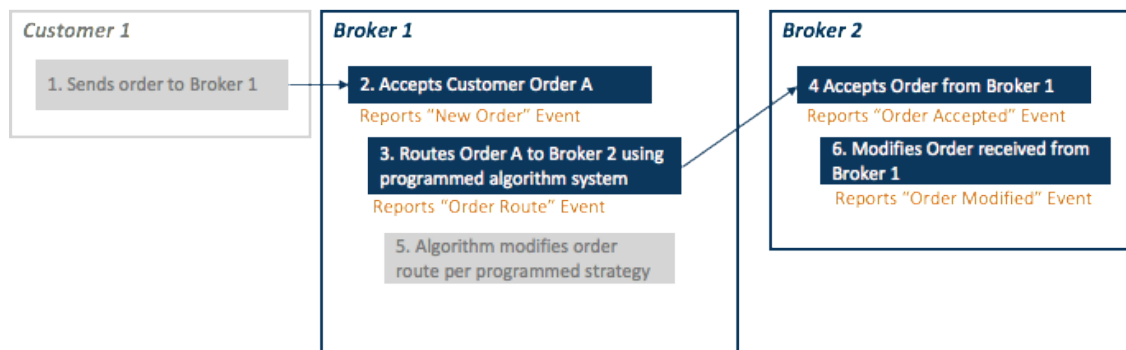 Customer 1
1. Sends order to Broker 1
Broker 1
2. Accepts Customer Order A
Reports "New Order" Event
3. Routes Order A to Broker 2 using
programmed algorithm system
Reports "Order Route" Event
5. Algorithm modifies order
route per programmed strategy
Broker 2
4 Accepts Order from Broker 1
Reports "Order Accepted" Event
6. Modifies Order received from
Broker 1
Reports "Order Modified" Event